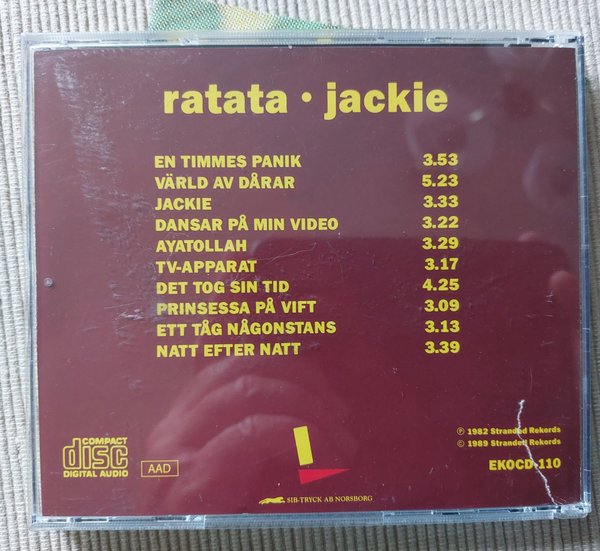 ratata • jackie
EN TIMMES PANIK 3.53
VÄRLD AV DÅRAR 5.23
JACKIE 3.33
DANSAR PÅ MIN VIDEO 3.22
AYATOLLAH 3.29
TV-APPARAT 3.17
DET TOG SIN TID 4.25
PRINSESSA PÅ VIFT 3.09
ETT TÅG NÅGONSTANS 3.13
NATT EFTER NATT 3.39
℗ 1982 Stranded Rekords
© 1989 Stranded Rekords
EKOCD-110
COMPACT
disc
DIGITAL AUDIO
AAD
SIB-TRYCK AB NORSBORG